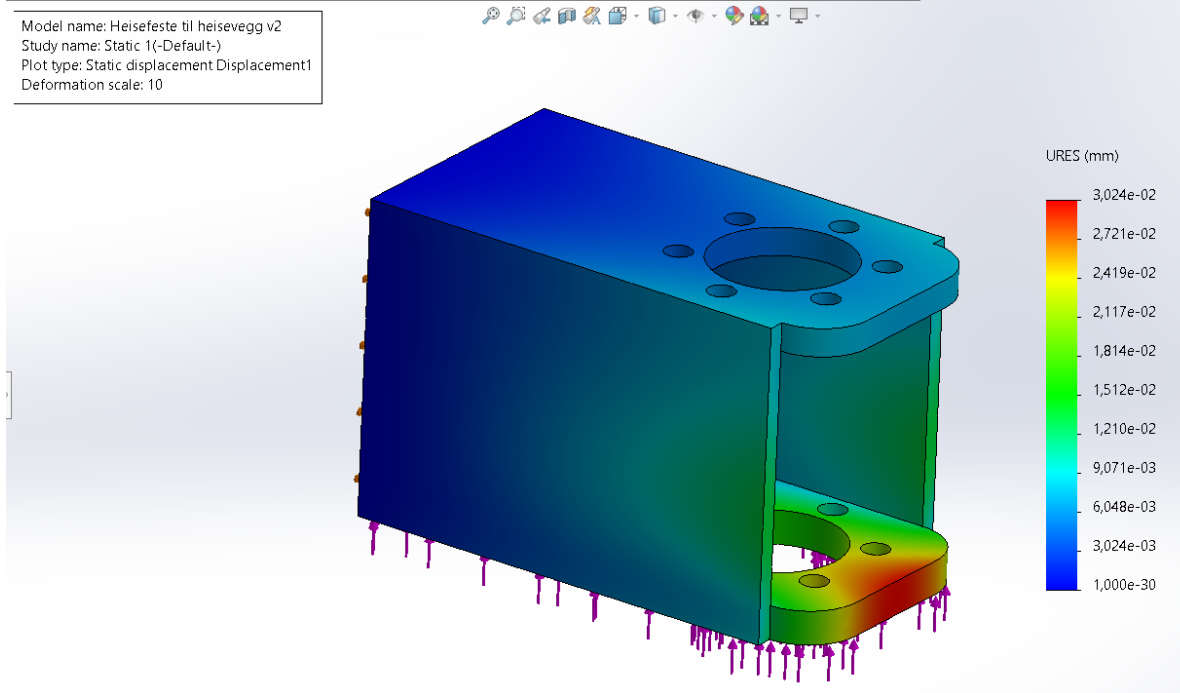 Model name: Heisefeste til heisevegg v2
Study name: Static 1(-Default-)
Plot type: Static displacement Displacement1
Deformation scale: 10
URES (mm)
3,024e-02
2,721e-02
2,419e-02
2,117e-02
1,814e-02
1,512e-02
1,210e-02
9,071e-03
6,048e-03
3,024e-03
1,000e-30